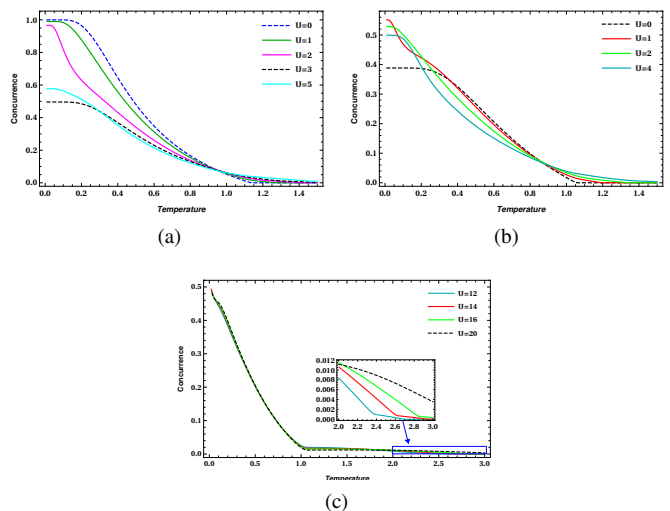 1.0
0.8
0.6
0.4
0.2
0.0
Concurrence
0.0 0.2 0.4 0.6 0.8 1.0 1.2 1.4
Temperature
U=0
U=1
U=2
U=3
U=5
(a)
0.5
0.4
0.3
0.2
0.1
0.0
Concurrence
0.0 0.2 0.4 0.6 0.8 1.0 1.2 1.4
Temperature
U=0
U=1
U=2
U=4
(b)
0.5
0.4
0.3
0.2
0.1
0.0
Concurrence
0.0 0.5 1.0 1.5 2.0 2.5 3.0
Temperature
U=12
U=14
U=16
U=20
0.012
0.010
0.008
0.006
0.004
0.002
0.000
2.0 2.2 2.4 2.6 2.8 3.0
(c)